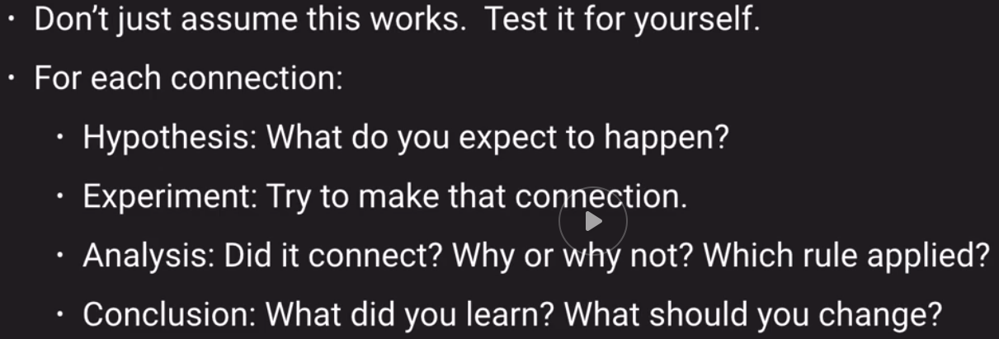 • Don’t just assume this works.  Test it for yourself.
• For each connection:
• Hypothesis: What do you expect to happen?
• Experiment: Try to make that connection.
• Analysis: Did it connect? Why or why not? Which rule applied?
• Conclusion: What did you learn? What should you change?